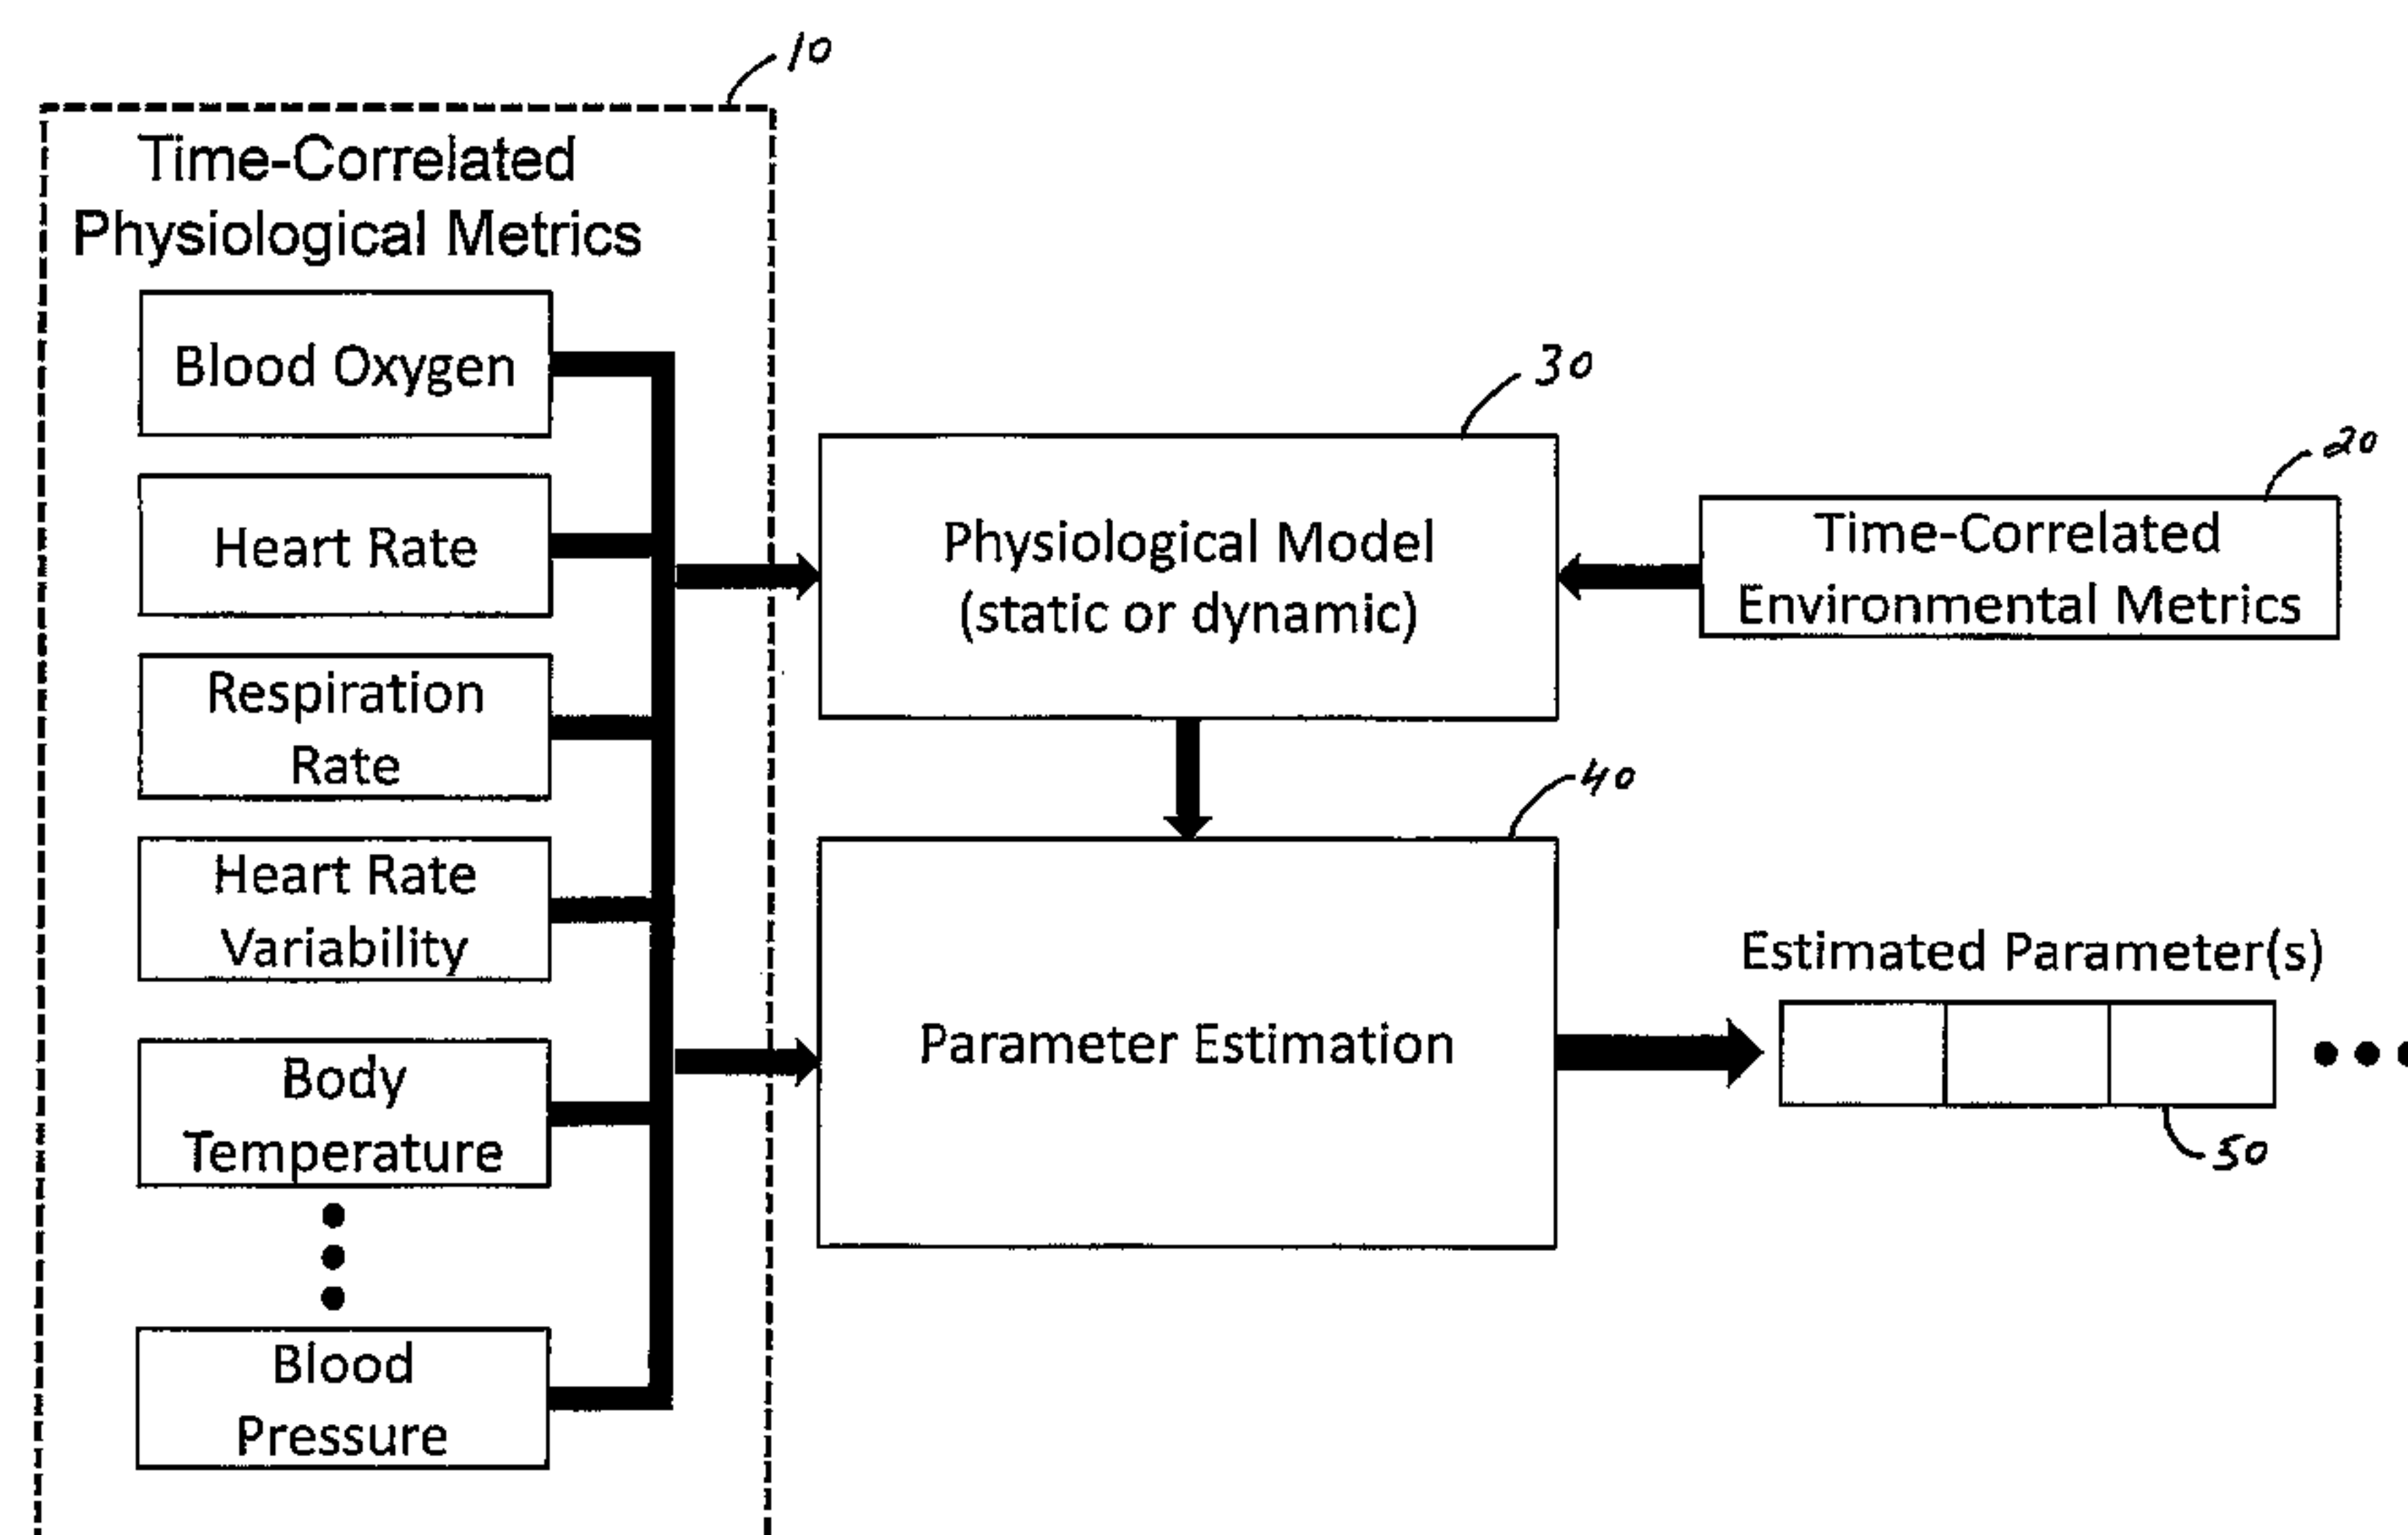 10
Time-Correlated
Physiological Metrics
Blood Oxygen
Heart Rate
Respiration
Rate
Heart Rate
Variability
Body
Temperature
Blood
Pressure
30
Physiological Model
(static or dynamic)
20
Time-Correlated
Environmental Metrics
40
Parameter Estimation
Estimated Parameter(s)
50